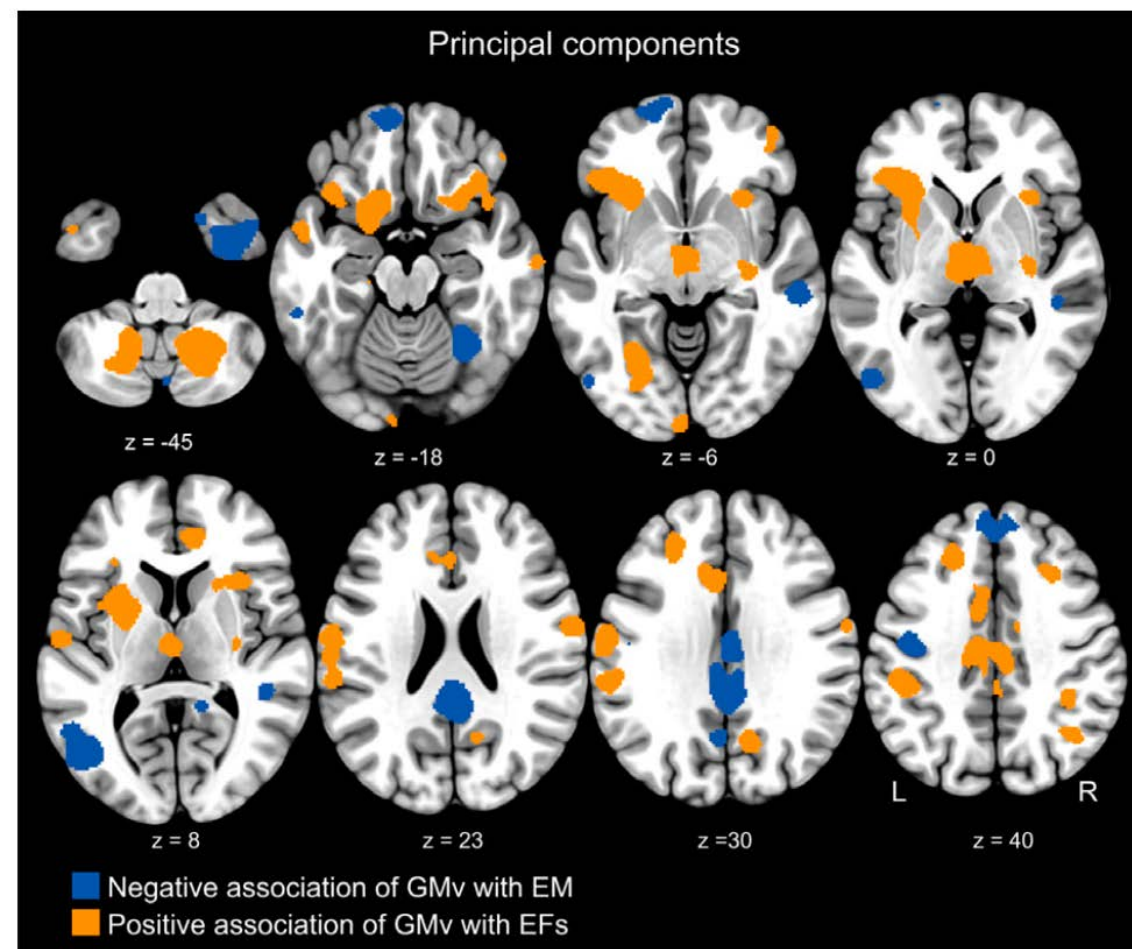 Principal components
z = -45
z = -18
z = -6
z = 0
L
R
z = 8
z = 23
z =30
z = 40
Negative association of GMv with EM
Positive association of GMv with EFs